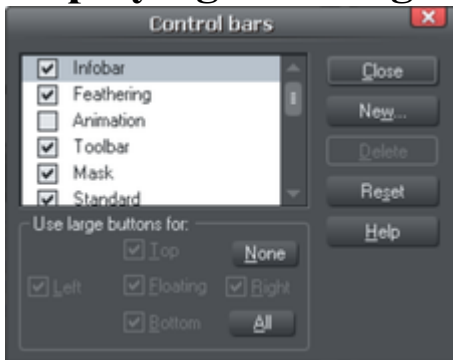 Control bars
Infobar
Feathering
Animation
Toolbar
Mask
Standard
Close
New...
Delete
Reset
Help
Use large buttons for:
Top
None
Left
Floating
Right
Bottom
All